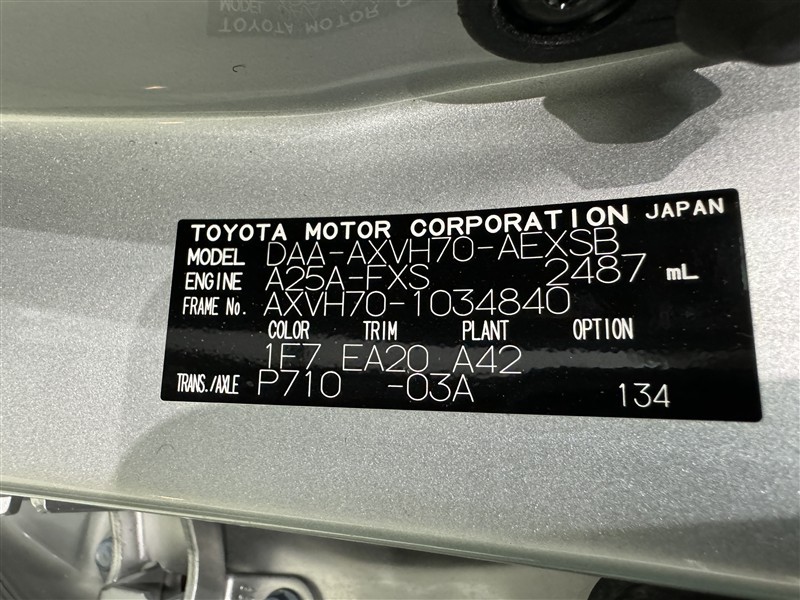 TOYOTA MOTOR CORPORATION JAPAN
MODEL DAA-AXVH70-AEXSB
ENGINE A25A-FXS 2487 mL
FRAME No. AXVH70-1034840
COLOR TRIM PLANT OPTION
1F7 EA20 A42
TRANS./AXLE P710 -03A 134